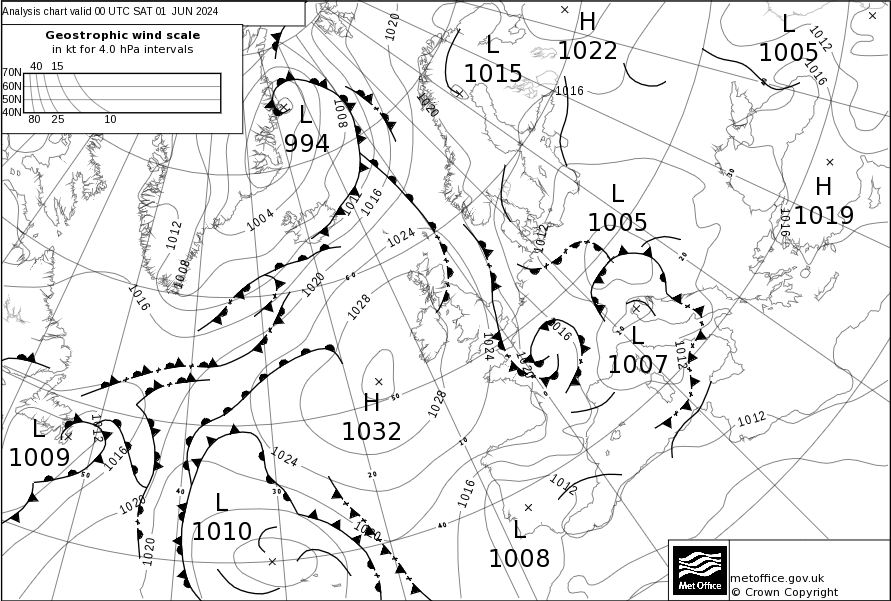 Analysis chart valid 00 UTC SAT 01 JUN 2024
Geostrophic wind scale
in kt for 4.0 hPa intervals
40 15
70N
60N
50N
40N
80 25 10
1020
L
1015
H
1022
L
1005
1012
1016
1016
1020
1008
L
994
1016
1004
1012
1008
1016
1024
1020
1028
60
L
1005
1012
H
1019
1016
30
20
1016
10
L
1007
1012
1024
1020
0
H
1032
50
1028
1012
L
1009
1012
1016
50
1020
1020
1024
40
30
20
10
L
1010
1020
40
1016
1012
L
1008
Met Office
metoffice.gov.uk
© Crown Copyright